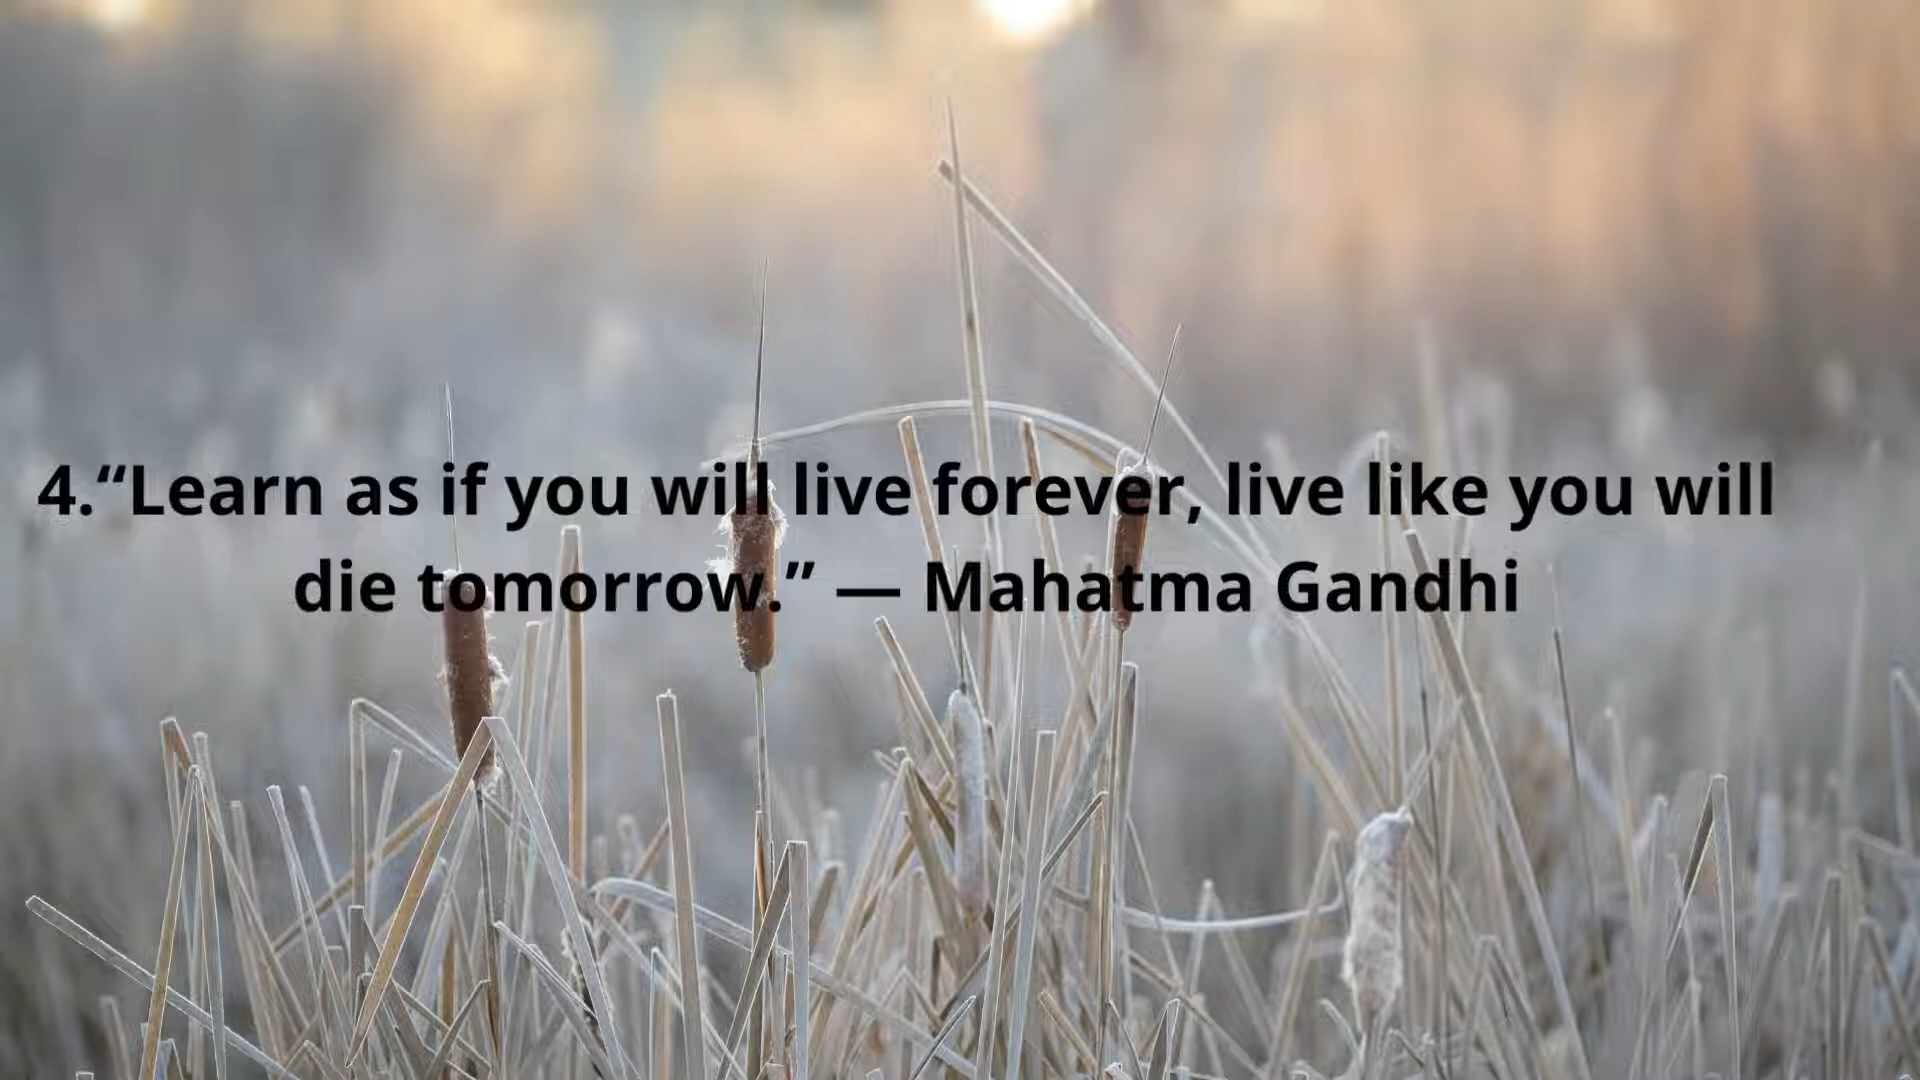 4.“Learn as if you will live forever, live like you will
die tomorrow.” — Mahatma Gandhi